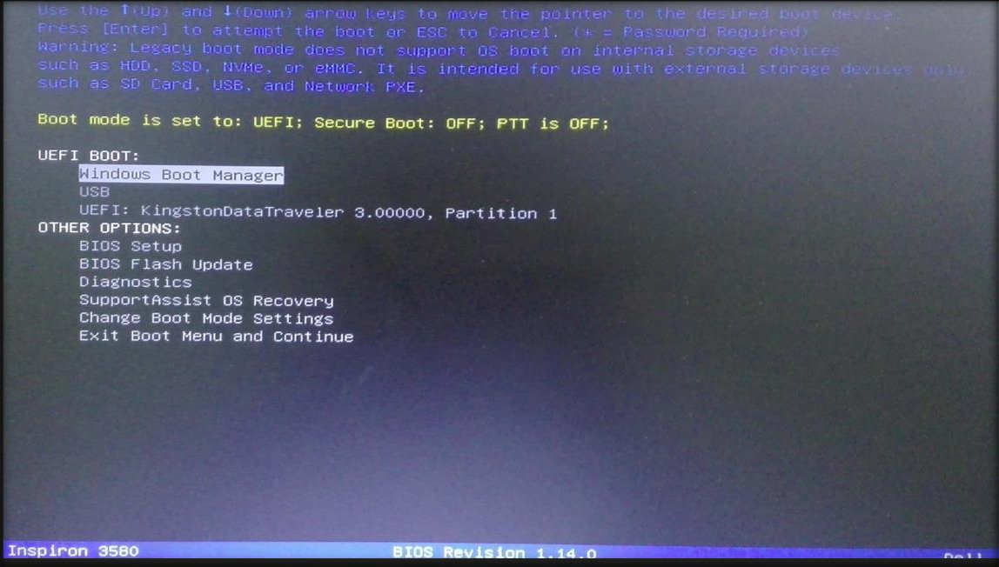 Use the ↑(Up) and ↓(Down) arrow keys to move the pointer to the desired boot device.
Press [Enter] to attempt the boot or ESC to Cancel. (* = Password Required)
Warning: Legacy boot mode does not support OS boot on internal storage devices
such as HDD, SSD, NVMe, or eMMC. It is intended for use with external storage devices only
such as SD Card, USB, and Network PXE.
Boot mode is set to: UEFI; Secure Boot: OFF; PTT is OFF;
UEFI BOOT:
Windows Boot Manager
USB
UEFI: KingstonDataTraveler 3.00000, Partition 1
OTHER OPTIONS:
BIOS Setup
BIOS Flash Update
Diagnostics
SupportAssist OS Recovery
Change Boot Mode Settings
Exit Boot Menu and Continue
Inspiron 3580 BIOS Revision 1.14.0 Dell